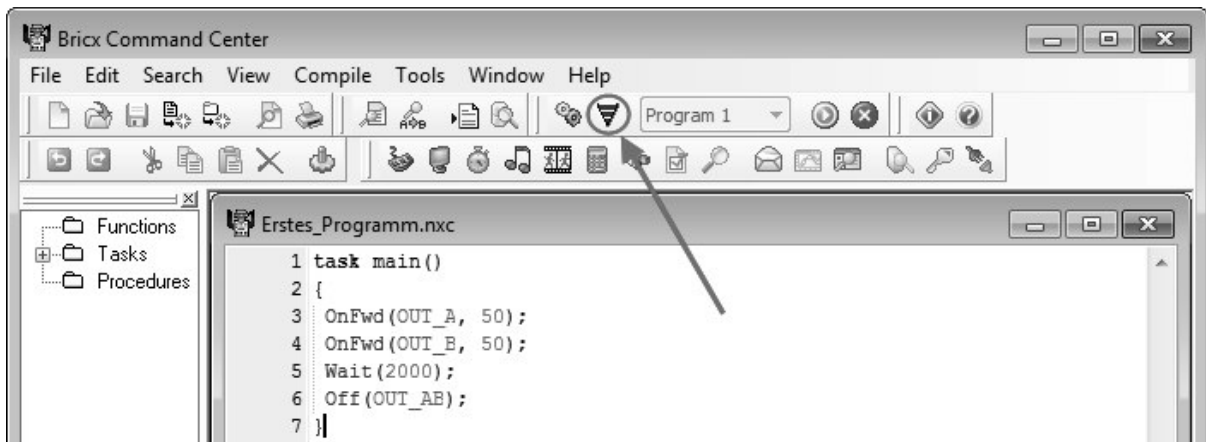 Bricx Command Center
File Edit Search View Compile Tools Window Help
Program 1
Functions
Tasks
Procedures
Erstes_Programm.nxc
1 task main()
2 {
3 OnFwd(OUT_A, 50);
4 OnFwd(OUT_B, 50);
5 Wait(2000);
6 Off(OUT_AB);
7 }